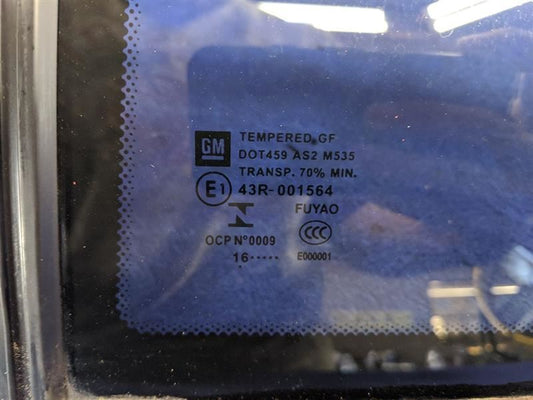 GM
TEMPERED GF
DOT459 AS2 M535
TRANSP. 70% MIN.
E1 43R-001564
FUYAO
OCP N°0009
CCC
16·····
E000001